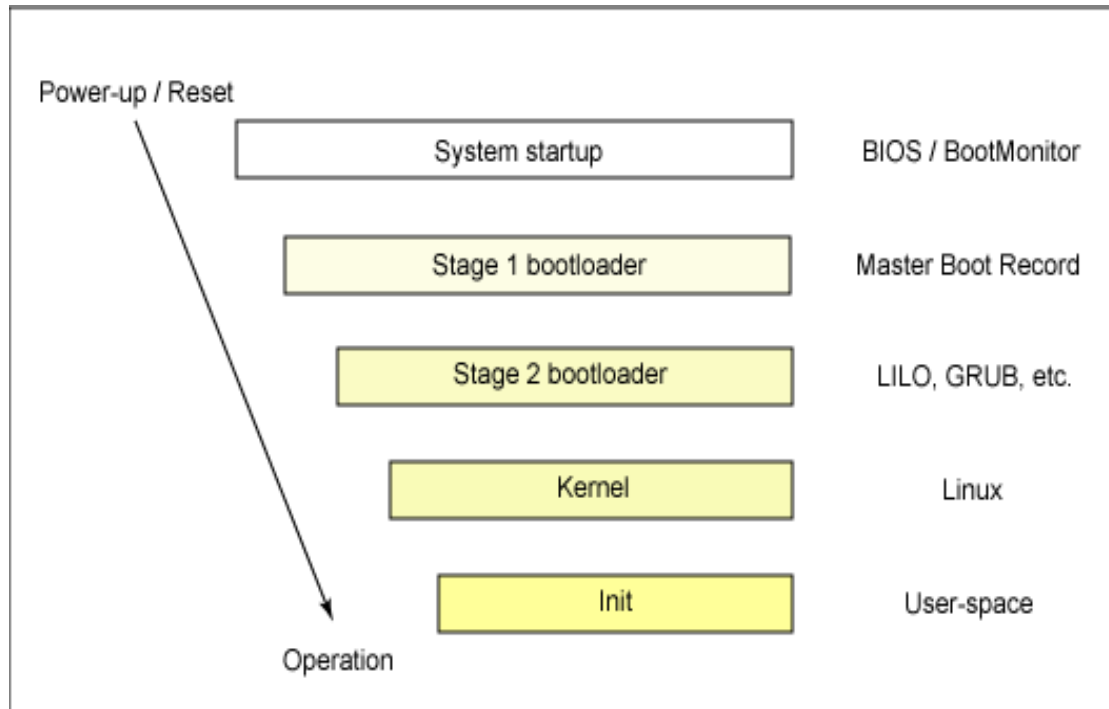 Power-up / Reset
System startup
BIOS / BootMonitor
Stage 1 bootloader
Master Boot Record
Stage 2 bootloader
LILO, GRUB, etc.
Kernel
Linux
Init
User-space
Operation